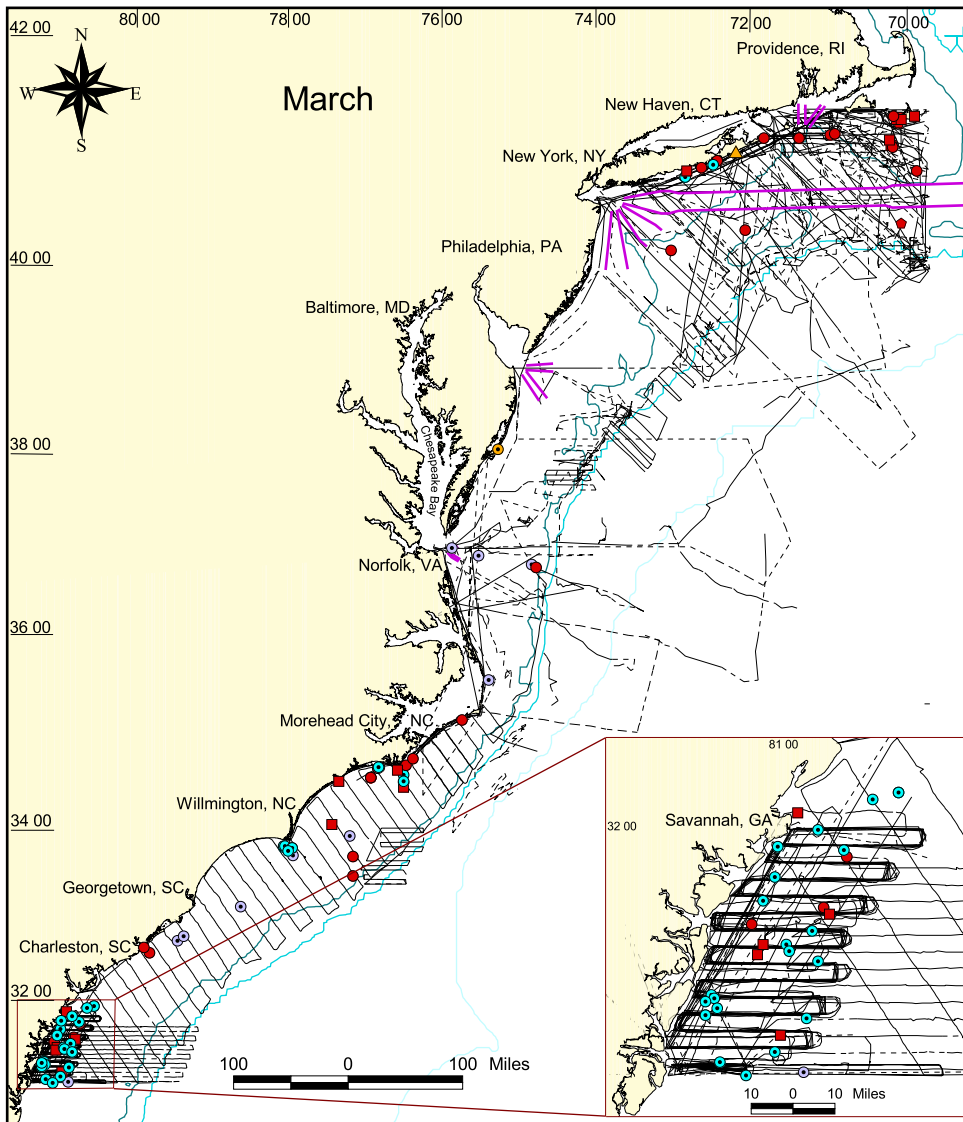 42 00
80 00
78 00
76 00
74 00
72 00
70 00
N
W
E
S
March
Providence, RI
New Haven, CT
New York, NY
Philadelphia, PA
40 00
Baltimore, MD
38 00
Chesapeake Bay
Norfolk, VA
36 00
Morehead City, NC
Willmington, NC
34 00
Georgetown, SC
Charleston, SC
32 00
100 0 100 Miles
81 00
32 00
Savannah, GA
10 0 10 Miles